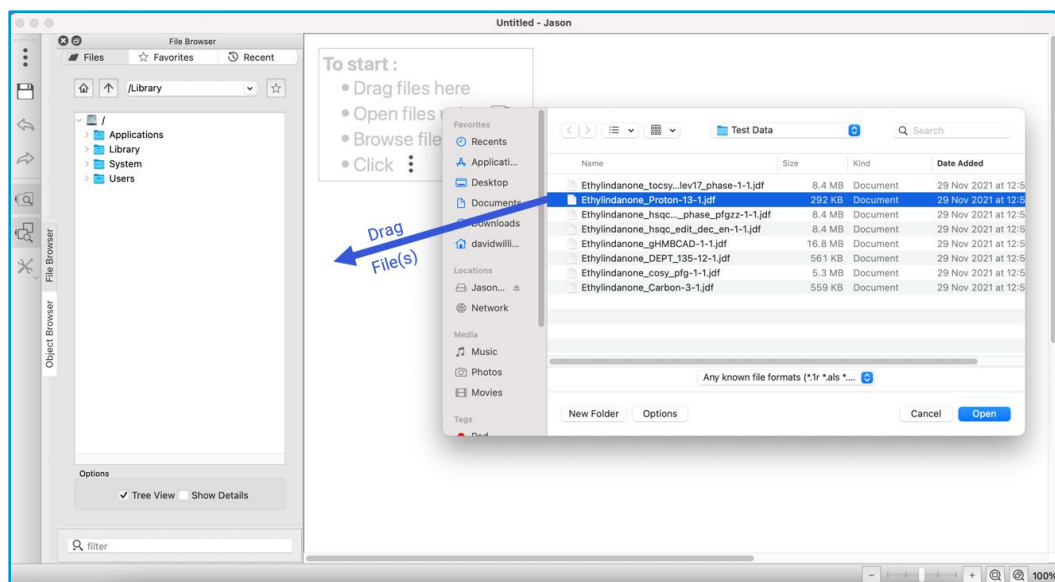 Untitled - Jason
File Browser
Files
Favorites
Recent
/Library
/
Applications
Library
System
Users
File Browser
Object Browser
Options
Tree View
Show Details
filter
To start :
Drag files here
Open files
Browse file
Click
Drag
File(s)
Favorites
Recents
Applicati...
Desktop
Documents
Downloads
davidwilli...
Locations
Jason...
Network
Media
Music
Photos
Movies
Tags
Red
Test Data
Search
Name Size Kind Date Added
Ethylindanone_tocsy...lev17_phase-1-1.jdf 8.4 MB Document 29 Nov 2021 at 12:5
Ethylindanone_Proton-13-1.jdf 292 KB Document 29 Nov 2021 at 12:5
Ethylindanone_hsqc..._phase_pfgzz-1-1.jdf 8.4 MB Document 29 Nov 2021 at 12:5
Ethylindanone_hsqc_edit_dec_en-1-1.jdf 8.4 MB Document 29 Nov 2021 at 12:5
Ethylindanone_gHMBCAD-1-1.jdf 16.8 MB Document 29 Nov 2021 at 12:5
Ethylindanone_DEPT_135-12-1.jdf 561 KB Document 29 Nov 2021 at 12:5
Ethylindanone_cosy_pfg-1-1.jdf 5.3 MB Document 29 Nov 2021 at 12:5
Ethylindanone_Carbon-3-1.jdf 559 KB Document 29 Nov 2021 at 12:5
Any known file formats (*.1r *.als *....
New Folder
Options
Cancel
Open
100%